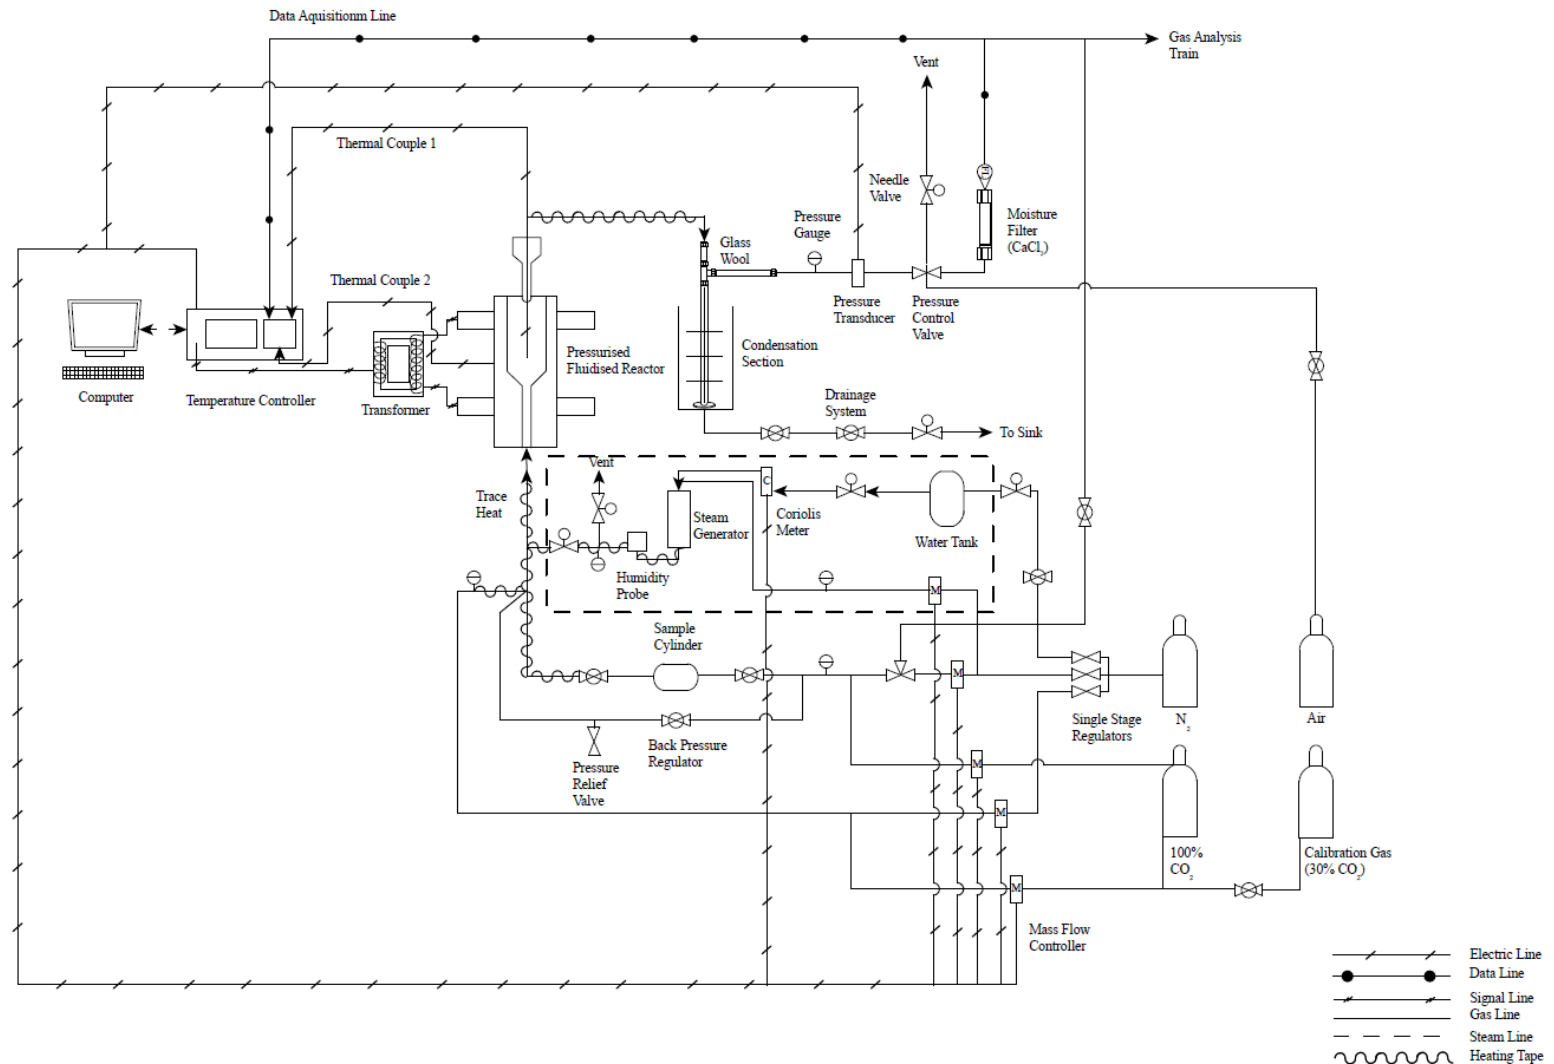 Data Aquisitionm Line
Gas Analysis
Train
Vent
Thermal Couple 1
Needle
Valve
FU
Pressure
Gauge
Moisture
Filter
(CaCl₂)
Glass
Wool
Thermal Couple 2
Pressure
Transducer
Pressure
Control
Valve
Pressurised
Fluidised Reactor
Condensation
Section
Computer
Temperature Controller
Transformer
Drainage
System
To Sink
Vent
C
Trace
Heat
Steam
Generator
Coriolis
Meter
Water Tank
Humidity
Probe
M
Sample
Cylinder
M
Single Stage
Regulators
N₂
Air
Back Pressure
Regulator
Pressure
Relief
Valve
M
M
100%
CO₂
Calibration Gas
(30% CO₂)
M
Mass Flow
Controller
Electric Line
Data Line
Signal Line
Gas Line
Steam Line
Heating Tape